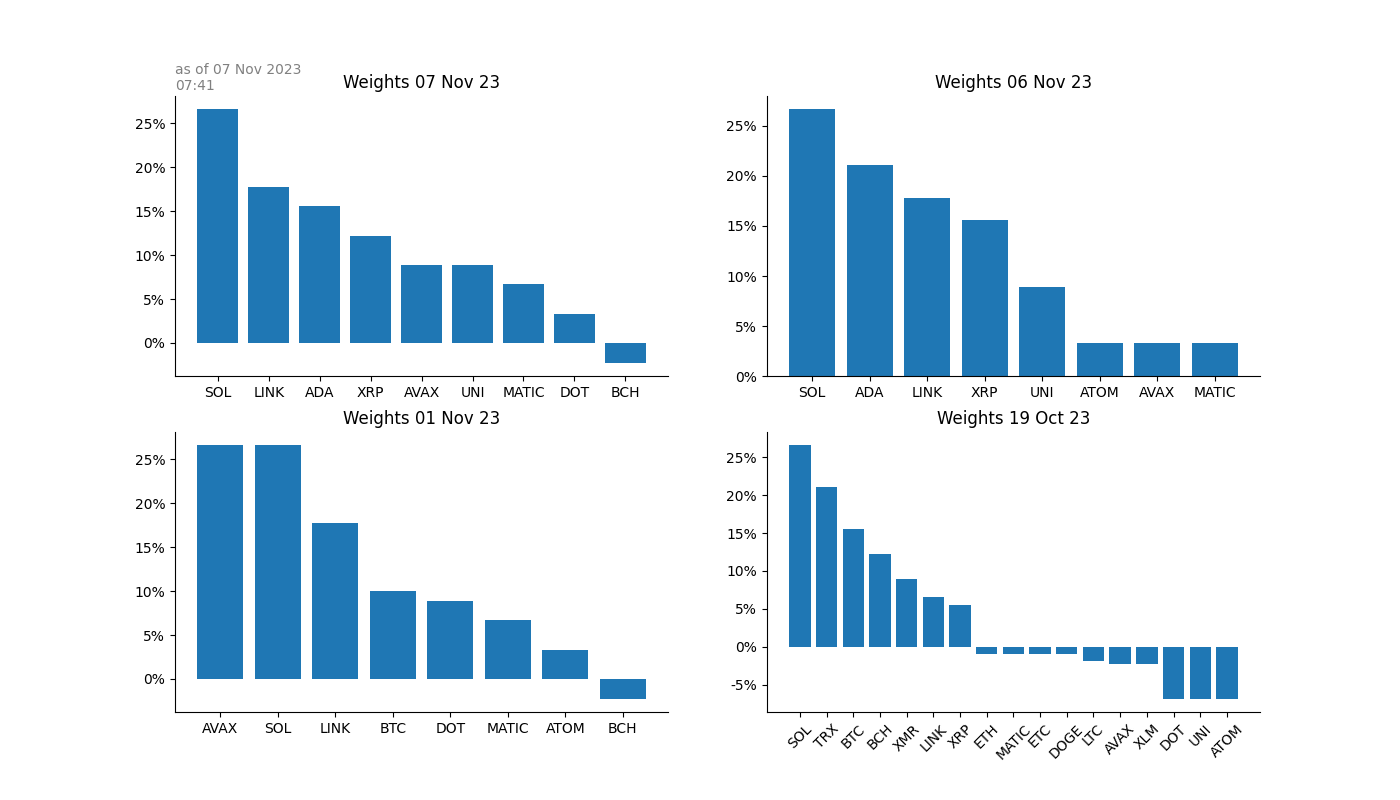 as of 07 Nov 2023
07:41
Weights 07 Nov 23
25%
20%
15%
10%
5%
0%
SOL LINK ADA XRP AVAX UNI MATIC DOT BCH
Weights 06 Nov 23
25%
20%
15%
10%
5%
0%
SOL ADA LINK XRP UNI ATOM AVAX MATIC
Weights 01 Nov 23
25%
20%
15%
10%
5%
0%
AVAX SOL LINK BTC DOT MATIC ATOM BCH
Weights 19 Oct 23
25%
20%
15%
10%
5%
0%
-5%
SOL TRX BTC BCH XMR LINK XRP ETH MATIC ETC DOGE LTC AVAX XLM DOT UNI ATOM